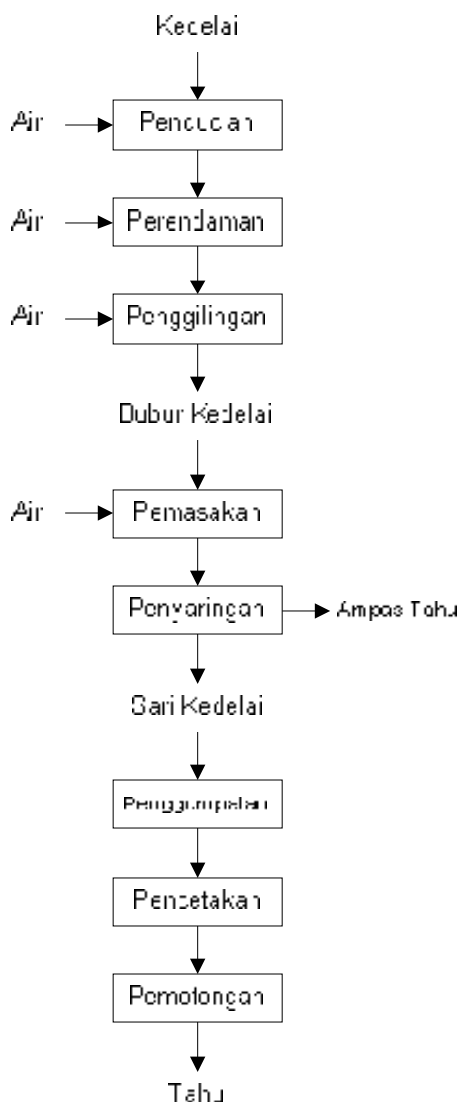 Kedelai
Air
Pencucian
Air
Perendaman
Air
Penggilingan
Bubur Kedelai
Air
Pemasakan
Penyaringan
Ampas Tahu
Sari Kedelai
Penggumpalan
Pencetakan
Pemotongan
Tahu